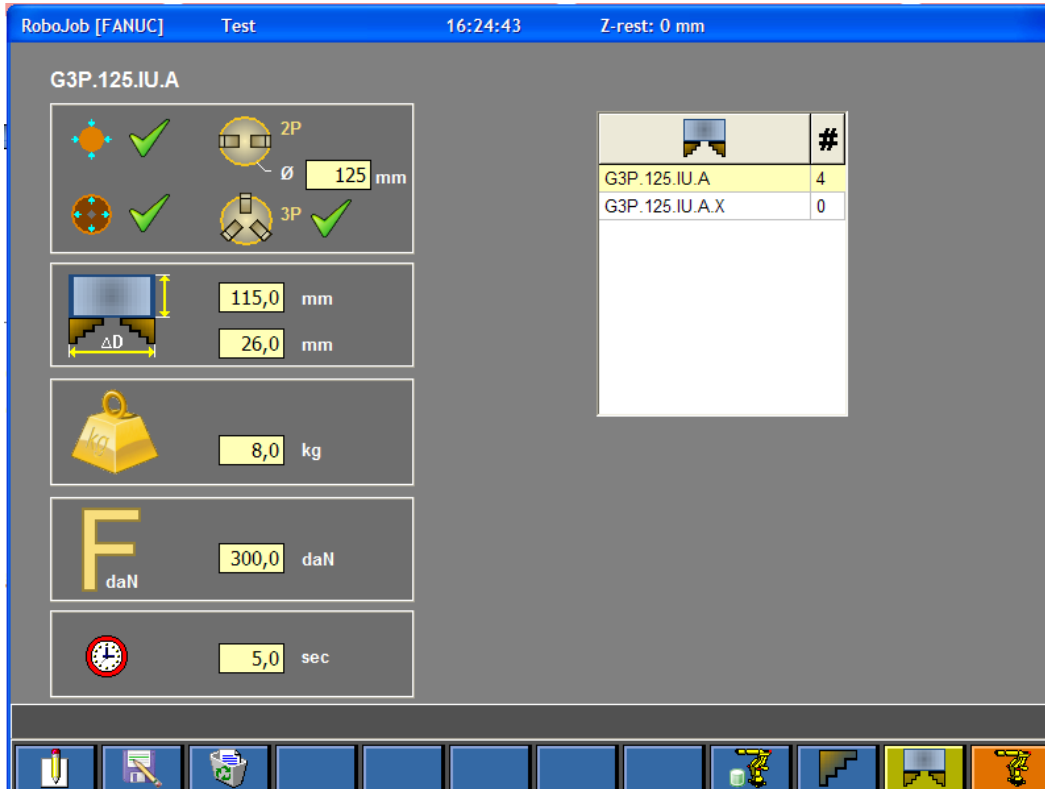 RoboJob [FANUC] Test 16:24:43 Z-rest: 0 mm
G3P.125.IU.A
2P
Ø 125 mm
3P
115,0 mm
ΔD 26,0 mm
kg 8,0 kg
F daN 300,0 daN
5,0 sec
#
G3P.125.IU.A 4
G3P.125.IU.A.X 0